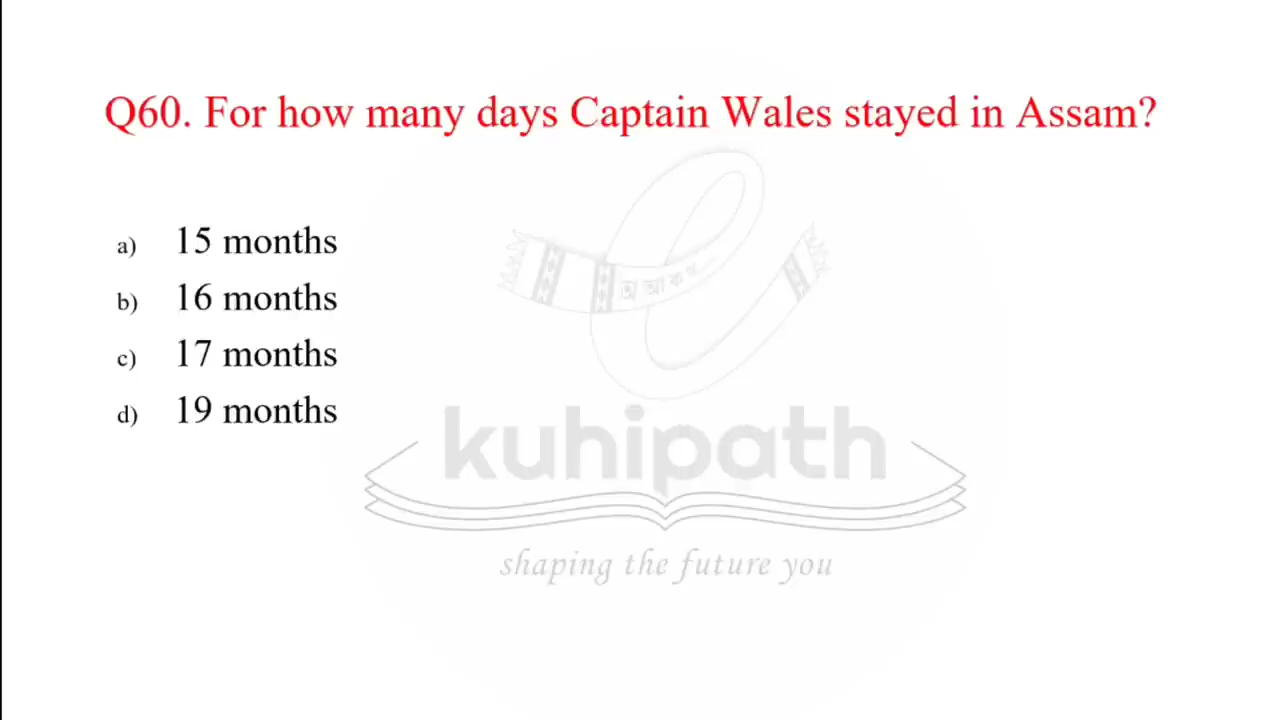 Q60. For how many days Captain Wales stayed in Assam?
a) 15 months
b) 16 months
c) 17 months
d) 19 months
অ আ ক খ
kuhipath
shaping the future you